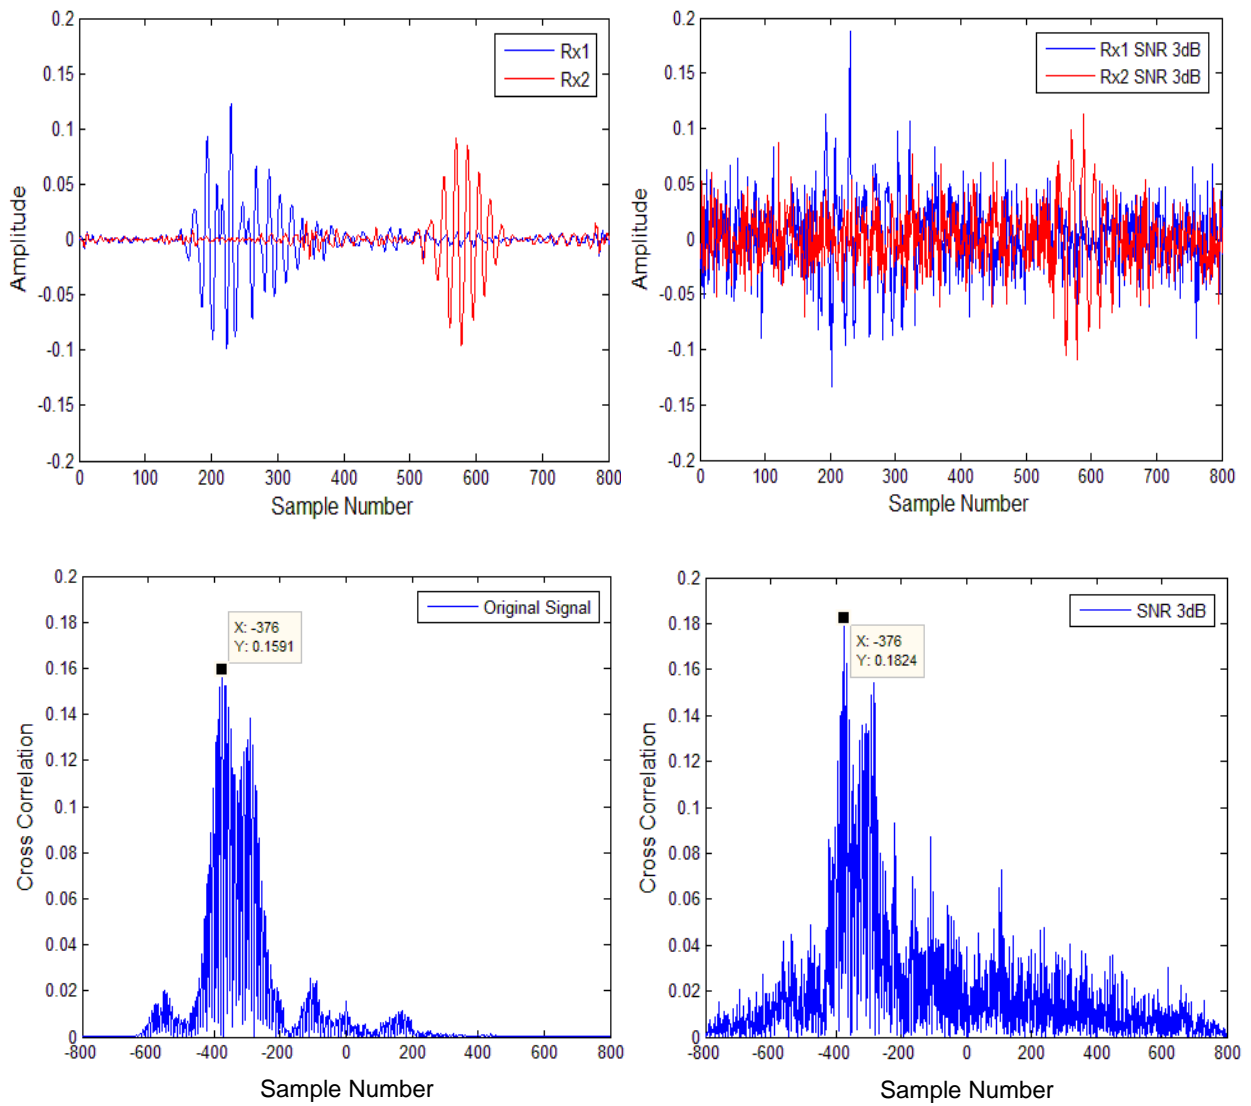 0.2
0.15
0.1
0.05
0
-0.05
-0.1
-0.15
-0.2
Amplitude
0 100 200 300 400 500 600 700 800
Sample Number
Rx1
Rx2
0.2
0.15
0.1
0.05
0
-0.05
-0.1
-0.15
-0.2
Amplitude
0 100 200 300 400 500 600 700 800
Sample Number
Rx1 SNR 3dB
Rx2 SNR 3dB
0.2
0.18
0.16
0.14
0.12
0.1
0.08
0.06
0.04
0.02
0
Cross Correlation
-800 -600 -400 -200 0 200 400 600 800
Sample Number
Original Signal
X: -376
Y: 0.1591
0.2
0.18
0.16
0.14
0.12
0.1
0.08
0.06
0.04
0.02
0
Cross Correlation
-800 -600 -400 -200 0 200 400 600 800
Sample Number
SNR 3dB
X: -376
Y: 0.1824